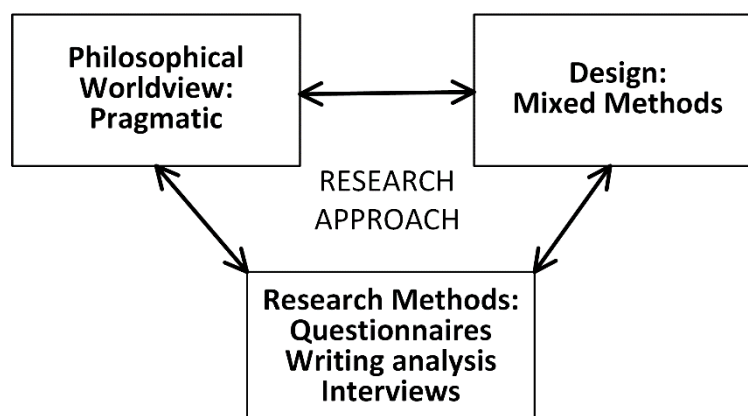 Philosophical
Worldview:
Pragmatic
Design:
Mixed Methods
RESEARCH
APPROACH
Research Methods:
Questionnaires
Writing analysis
Interviews